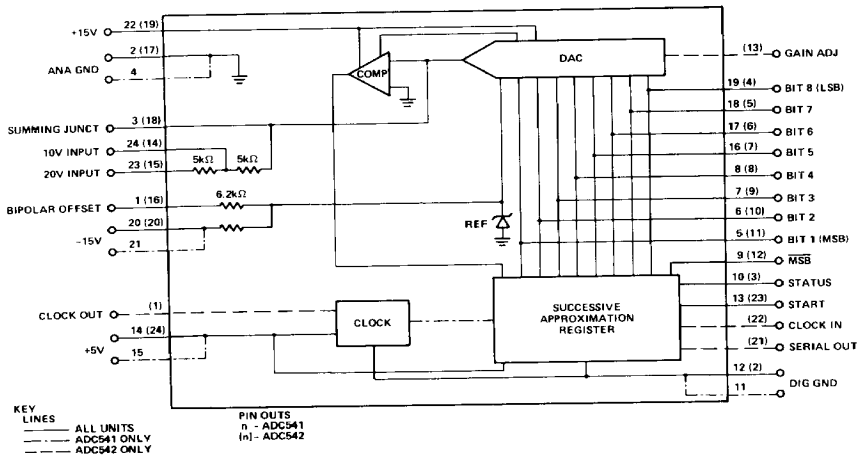 +15V
22 (19)
2 (17)
ANA GND
4
SUMMING JUNCT
3 (18)
10V INPUT
24 (14)
20V INPUT
23 (15)
5kΩ
5kΩ
BIPOLAR OFFSET
1 (16)
6.2kΩ
20 (20)
-15V
21
CLOCK OUT
(1)
14 (24)
+5V
15
COMP
DAC
REF
CLOCK
SUCCESSIVE
APPROXIMATION
REGISTER
(13) GAIN ADJ
19 (4) BIT 8 (LSB)
18 (5) BIT 7
17 (6) BIT 6
16 (7) BIT 5
8 (8) BIT 4
7 (9) BIT 3
6 (10) BIT 2
5 (11) BIT 1 (MSB)
9 (12) MSB
10 (3) STATUS
13 (23) START
(22) CLOCK IN
(21) SERIAL OUT
12 (2)
DIG GND
11
KEY
LINES
ALL UNITS
ADC541 ONLY
ADC542 ONLY
PIN OUTS
n - ADC541
(n) - ADC542